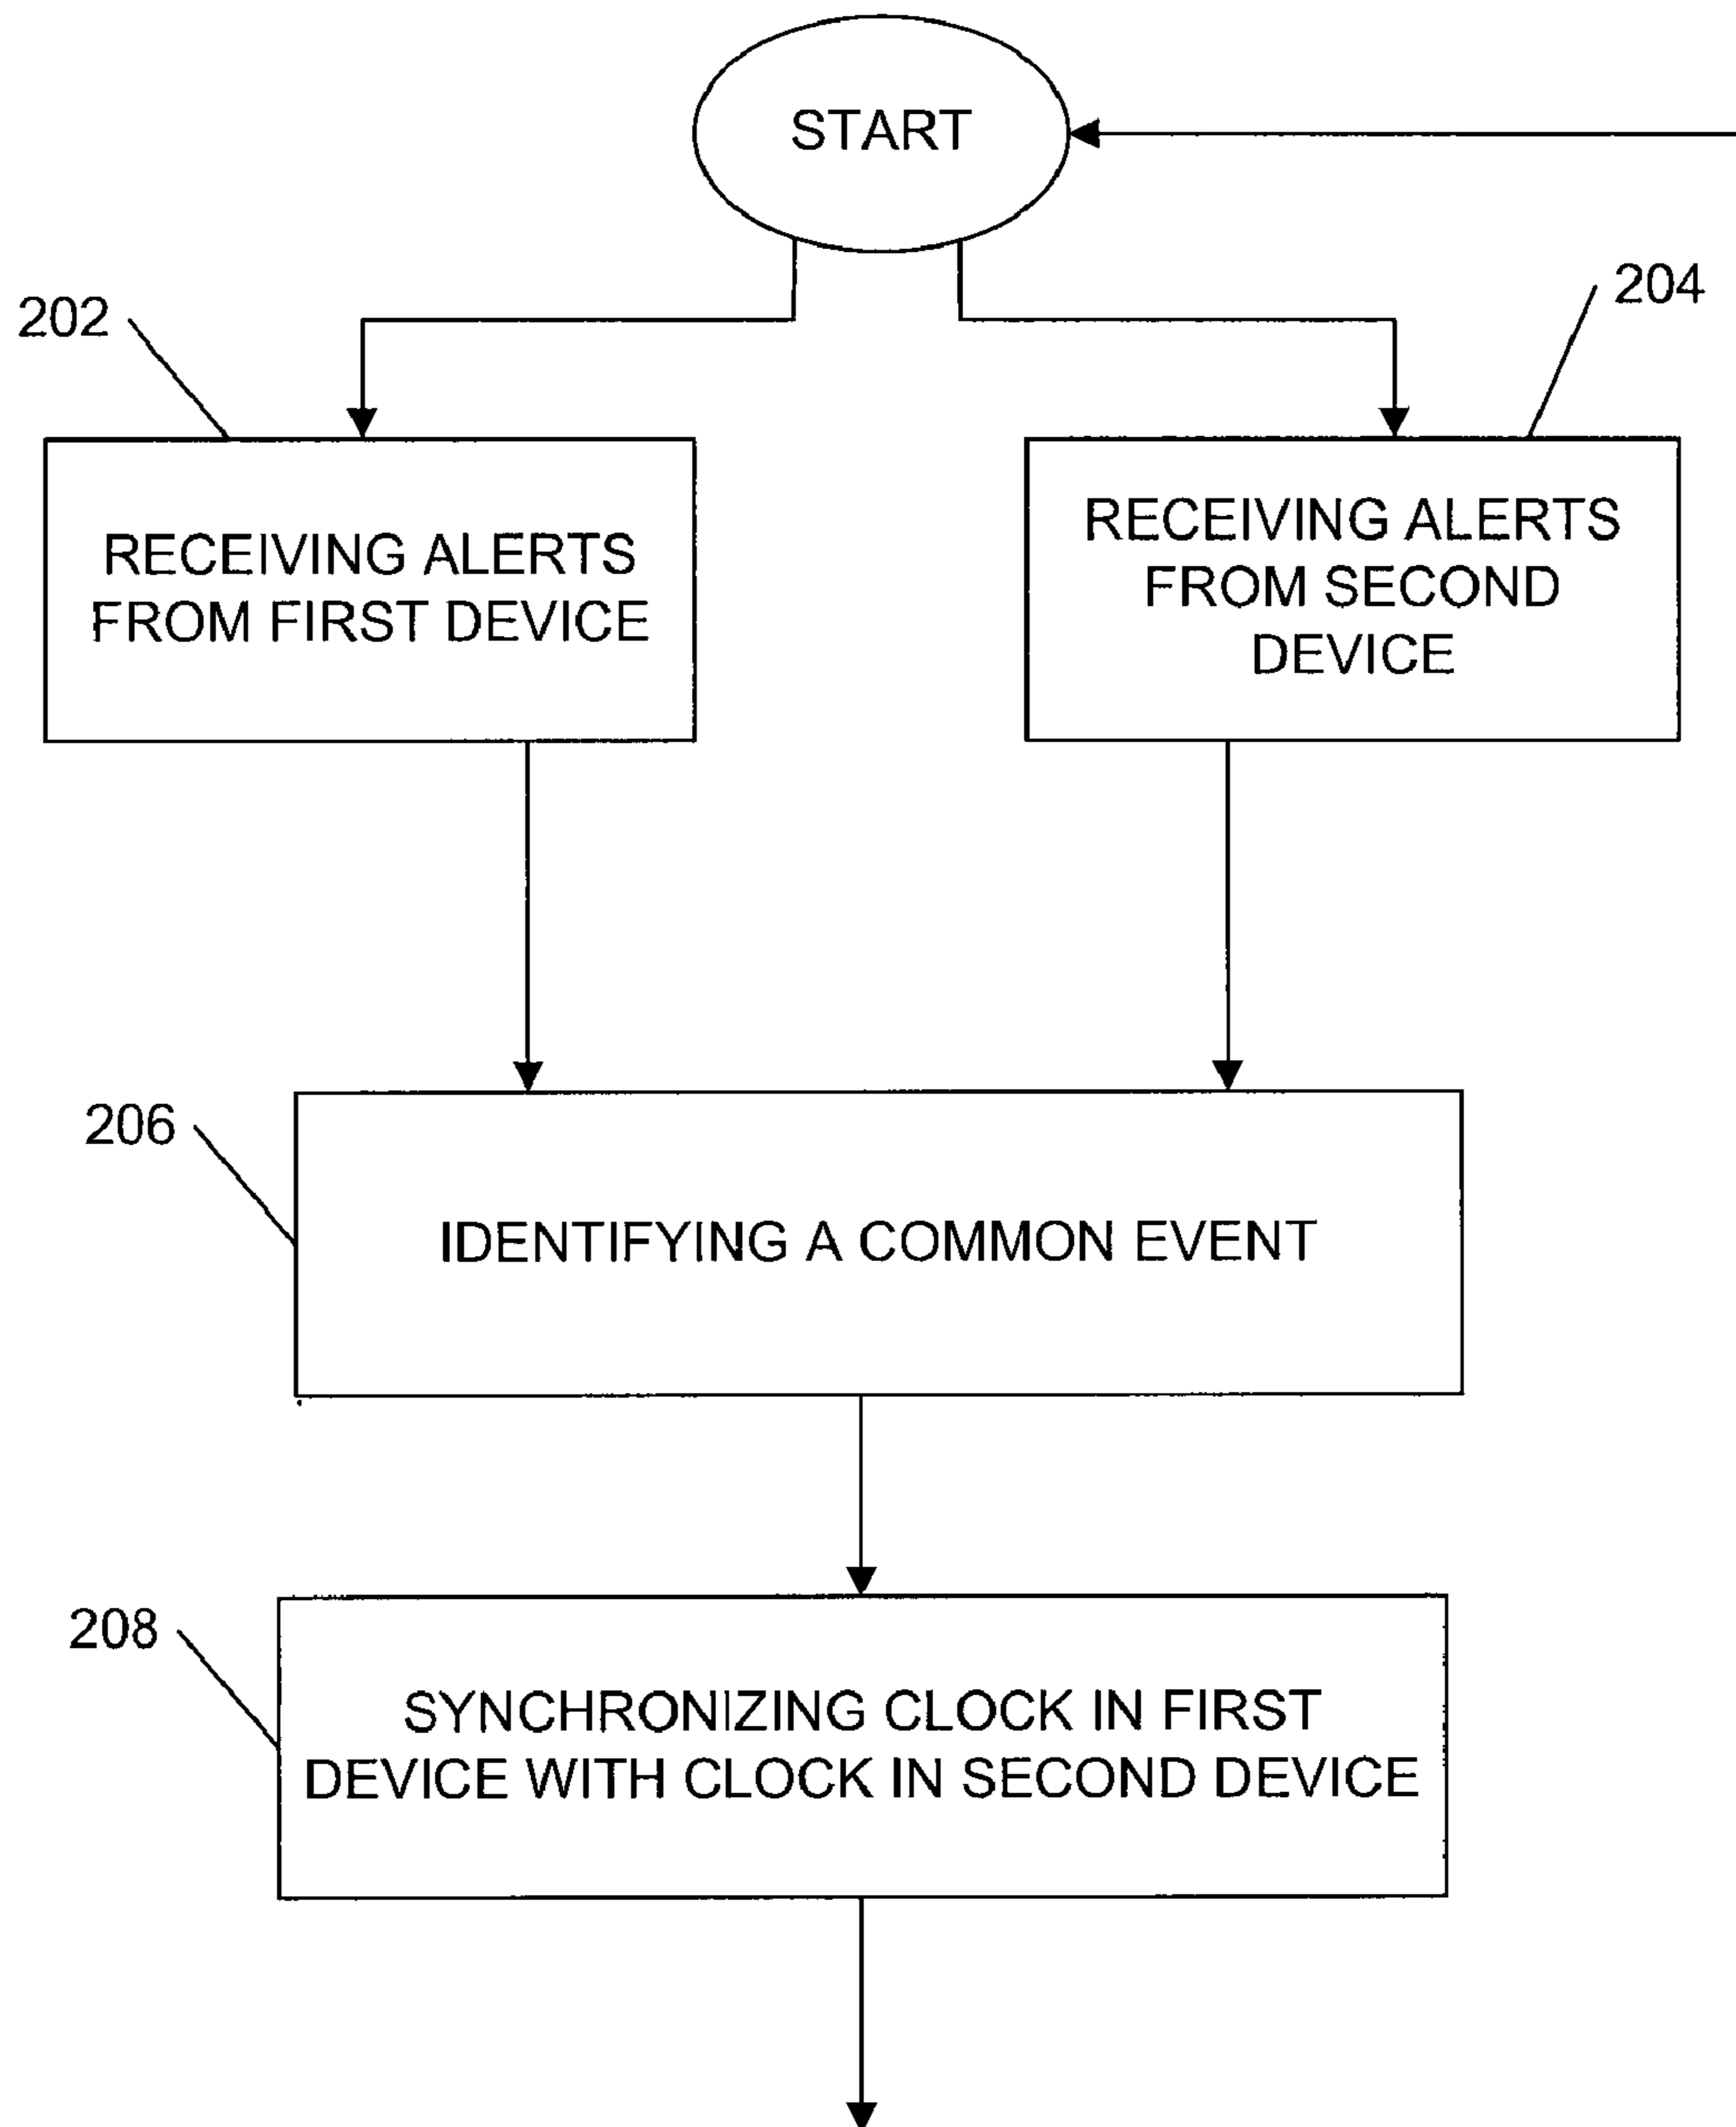 START
202
204
RECEIVING ALERTS
FROM FIRST DEVICE
RECEIVING ALERTS
FROM SECOND
DEVICE
206
IDENTIFYING A COMMON EVENT
208
SYNCHRONIZING CLOCK IN FIRST
DEVICE WITH CLOCK IN SECOND DEVICE